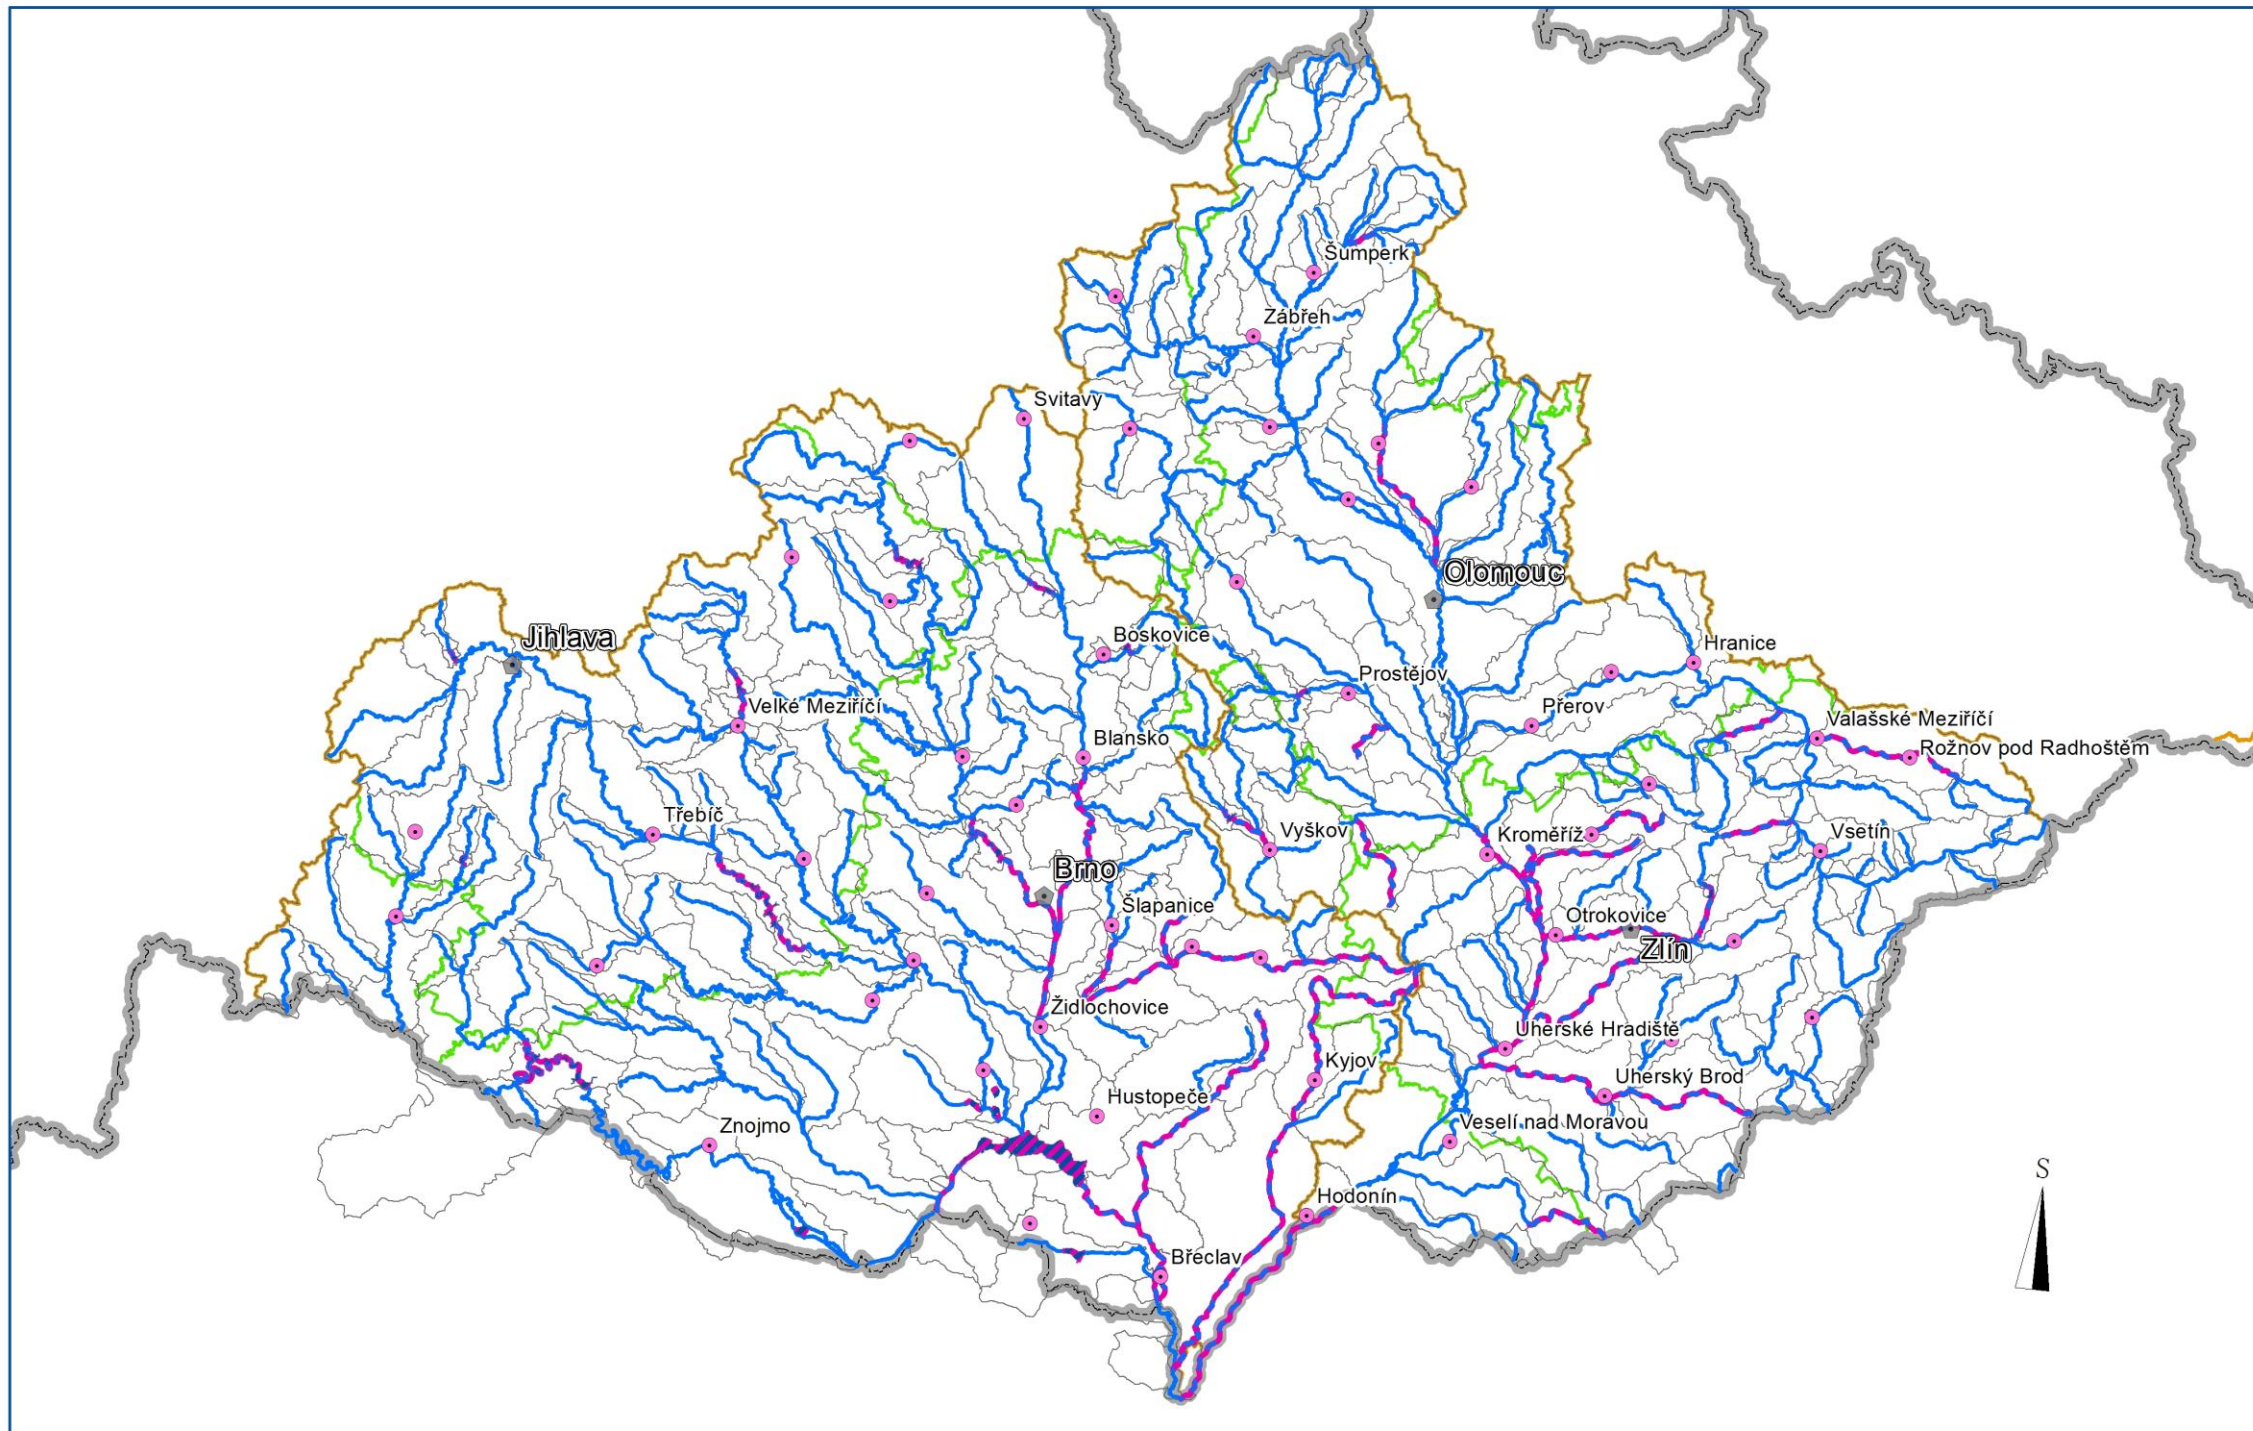 Šumperk
Zábřeh
Svitavy
Olomouc
Jihlava
Boskovice
Hranice
Prostějov
Velké Meziříčí
Přerov
Valašské Meziříčí
Blansko
Rožnov pod Radhoštěm
Třebíč
Vyškov
Kroměříž
Vsetín
Brno
Šlapanice
Otrokovice
Zlín
Židlochovice
Uherské Hradiště
Kyjov
Uherský Brod
Hustopeče
Znojmo
Veselí nad Moravou
S
Hodonín
Břeclav